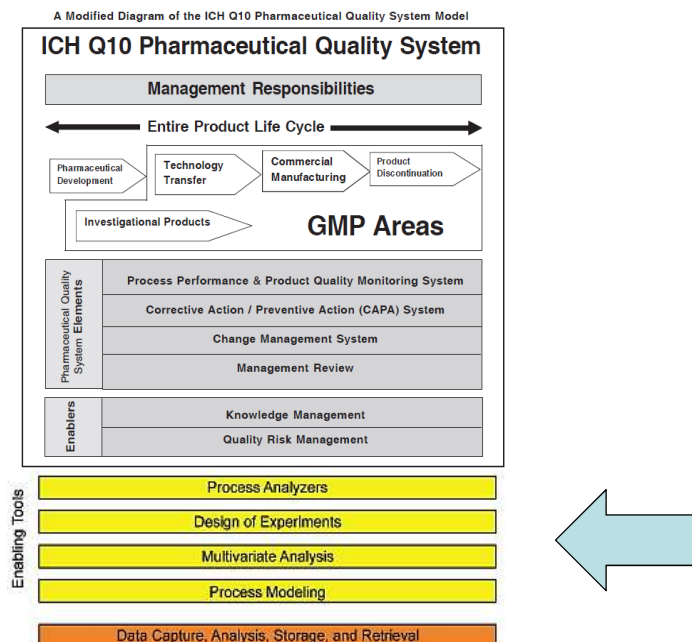 A Modified Diagram of the ICH Q10 Pharmaceutical Quality System Model
ICH Q10 Pharmaceutical Quality System
Management Responsibilities
Entire Product Life Cycle
Pharmaceutical
Development
Technology
Transfer
Commercial
Manufacturing
Product
Discontinuation
Investigational Products
GMP Areas
Pharmaceutical Quality
System Elements
Process Performance & Product Quality Monitoring System
Corrective Action / Preventive Action (CAPA) System
Change Management System
Management Review
Enablers
Knowledge Management
Quality Risk Management
Enabling Tools
Process Analyzers
Design of Experiments
Multivariate Analysis
Process Modeling
Data Capture, Analysis, Storage, and Retrieval